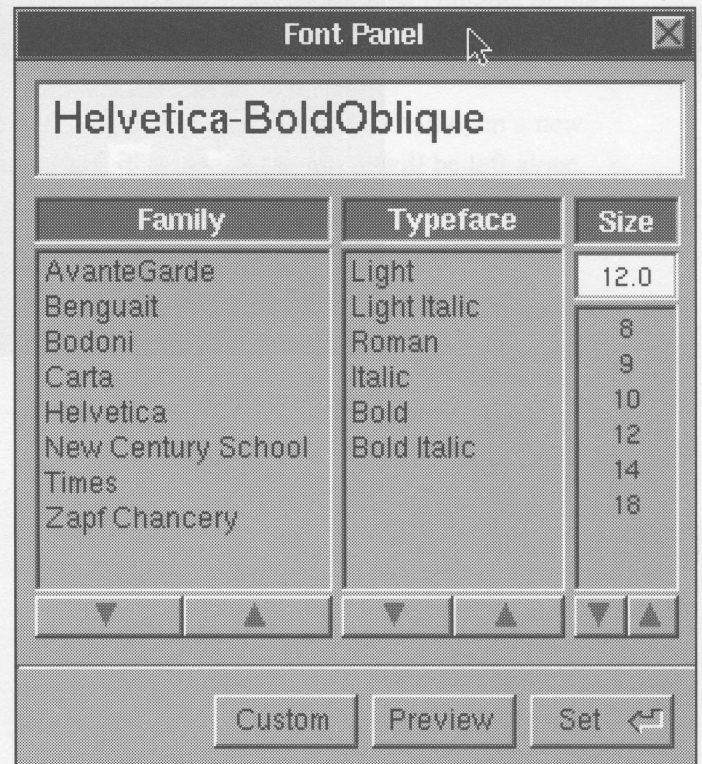 Font Panel
Helvetica-BoldOblique
Family
AvanteGarde
Benguait
Bodoni
Carta
Helvetica
New Century School
Times
Zapf Chancery
Typeface
Light
Light Italic
Roman
Italic
Bold
Bold Italic
Size
12.0
8
9
10
12
14
18
Custom
Preview
Set